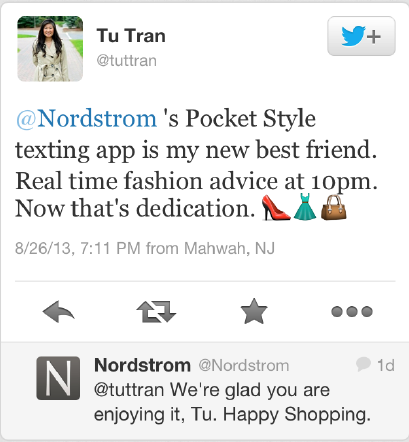 Tu Tran
@tuttran
@Nordstrom 's Pocket Style
texting app is my new best friend.
Real time fashion advice at 10pm.
Now that's dedication. 👠👗👜
8/26/13, 7:11 PM from Mahwah, NJ
N
Nordstrom @Nordstrom 1d
@tuttran We're glad you are
enjoying it, Tu. Happy Shopping.